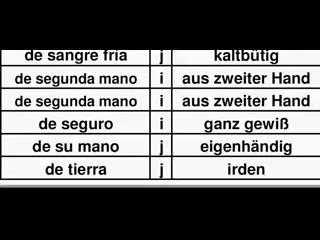 de sangre fría j kaltbütig
de segunda mano i aus zweiter Hand
de segunda mano i aus zweiter Hand
de seguro i ganz gewiß
de su mano j eigenhändig
de tierra j irden